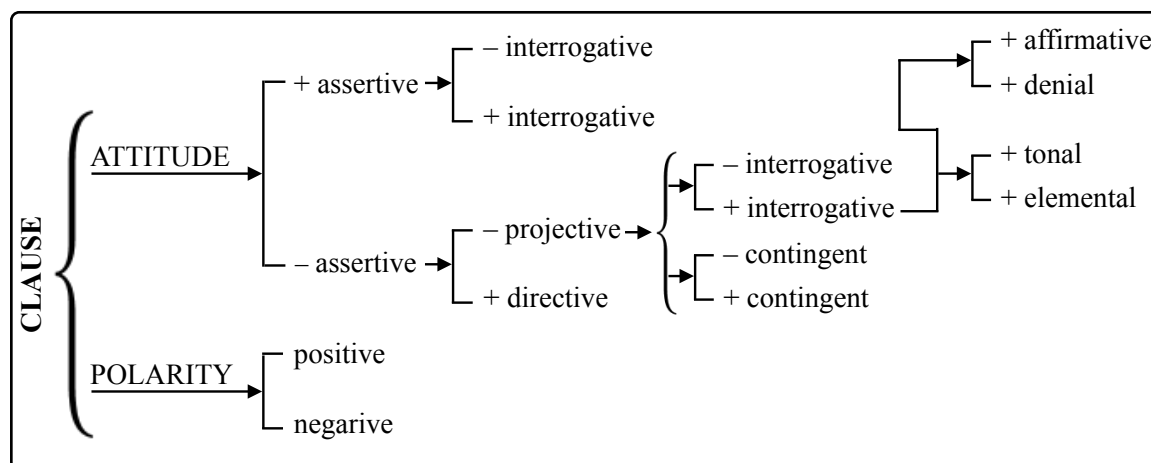 CLAUSE
ATTITUDE
+ assertive
– interrogative
+ interrogative
– assertive
– projective
– interrogative
+ interrogative
+ affirmative
+ denial
+ tonal
+ elemental
– contingent
+ contingent
+ directive
POLARITY
positive
negarive